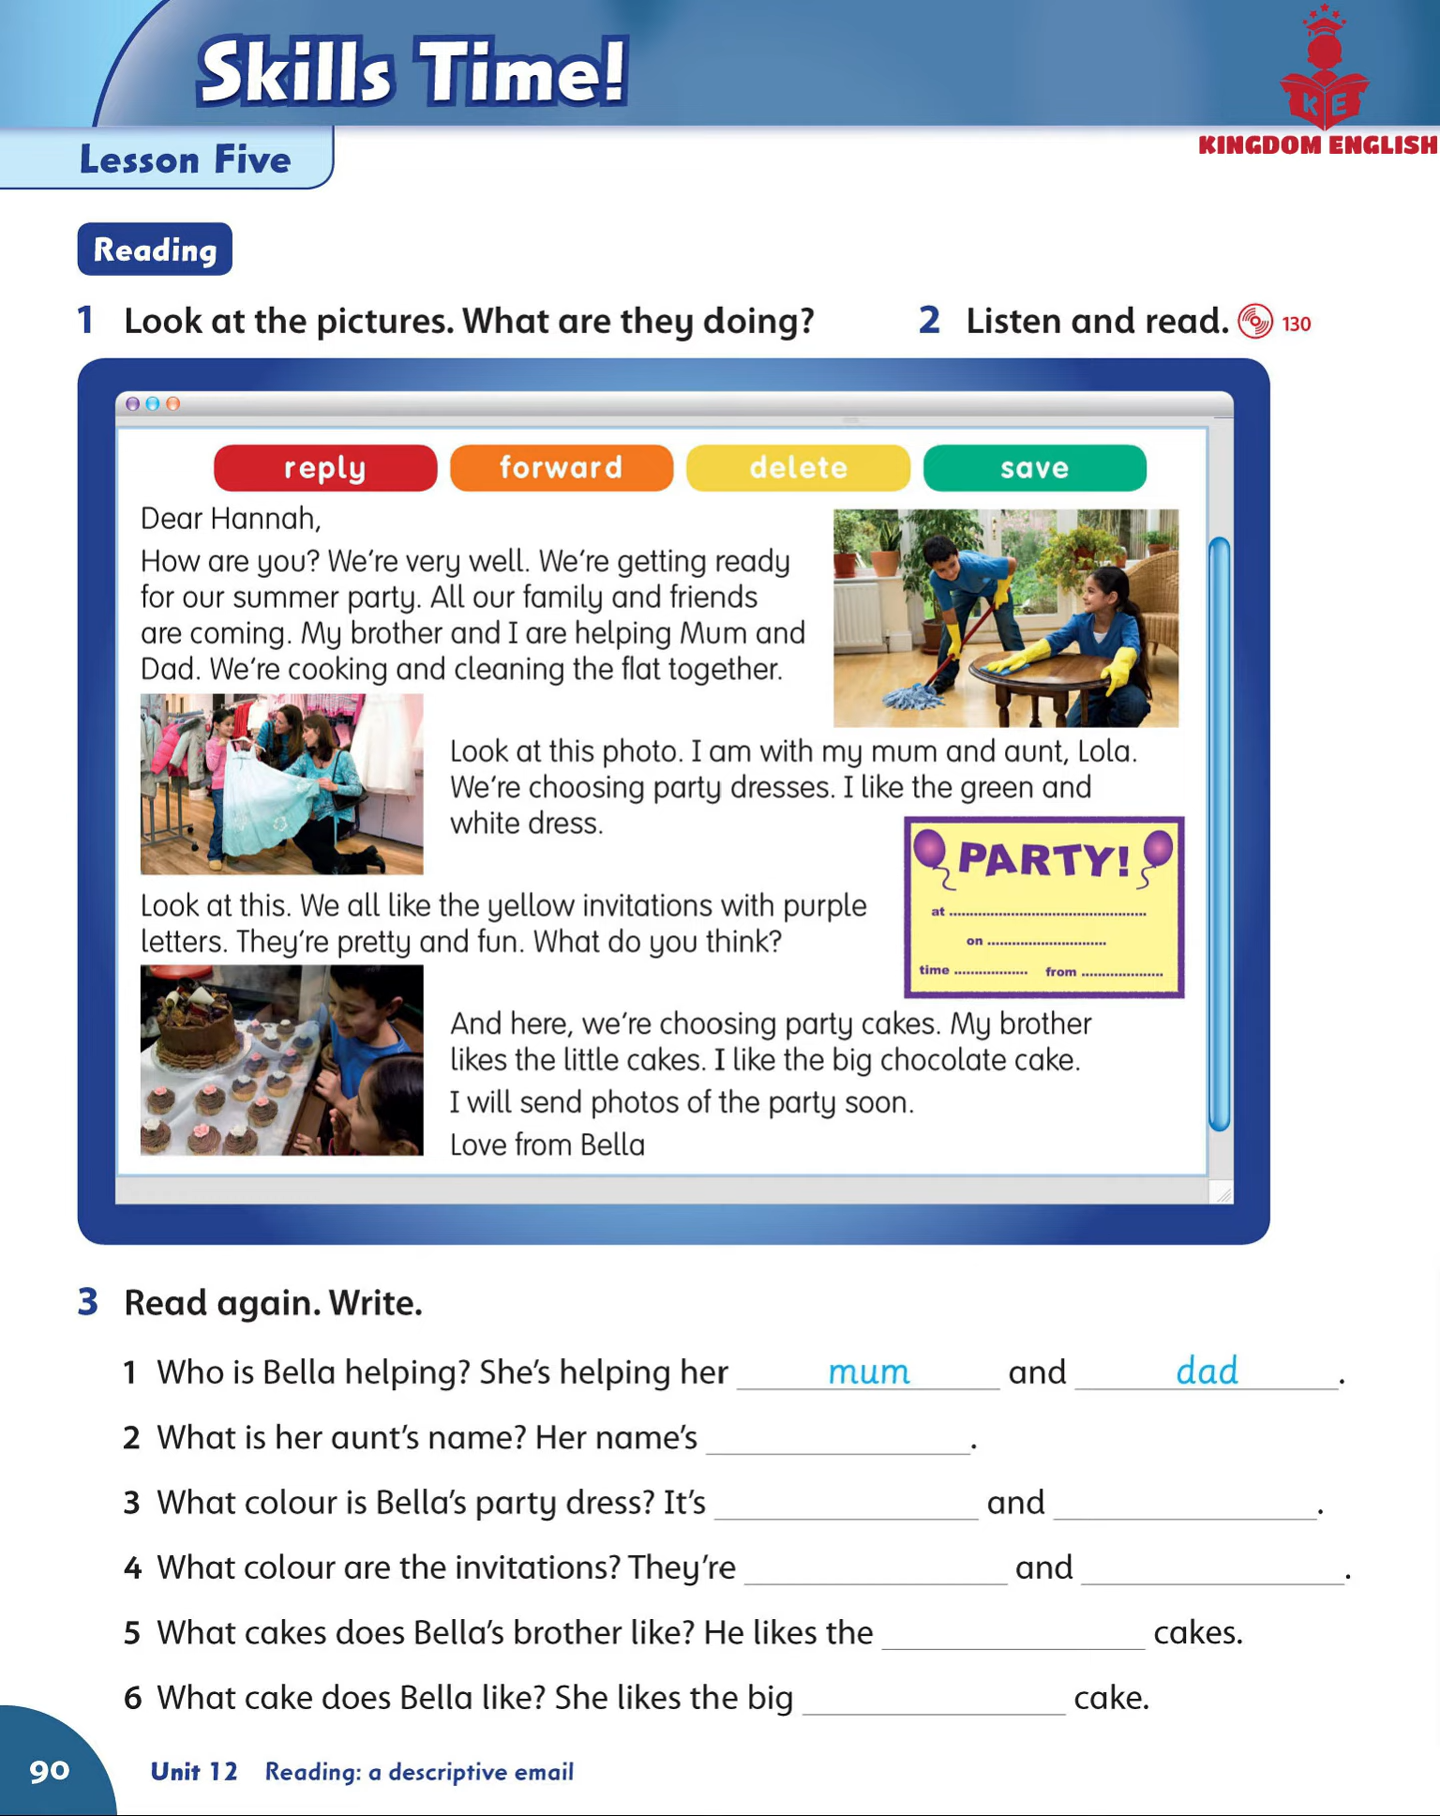 Skills Time!
KE
KINGDOM ENGLISH
Lesson Five
Reading
1 Look at the pictures. What are they doing?
2 Listen and read. 130
reply forward delete save
Dear Hannah,
How are you? We're very well. We're getting ready
for our summer party. All our family and friends
are coming. My brother and I are helping Mum and
Dad. We're cooking and cleaning the flat together.
Look at this photo. I am with my mum and aunt, Lola.
We're choosing party dresses. I like the green and
white dress.
PARTY!
at ........................................
on ........................
time .................. from ....................
Look at this. We all like the yellow invitations with purple
letters. They're pretty and fun. What do you think?
And here, we're choosing party cakes. My brother
likes the little cakes. I like the big chocolate cake.
I will send photos of the party soon.
Love from Bella
3 Read again. Write.
1 Who is Bella helping? She's helping her mum and dad.
2 What is her aunt's name? Her name's ____________.
3 What colour is Bella's party dress? It's ____________ and ____________.
4 What colour are the invitations? They're ____________ and ____________.
5 What cakes does Bella's brother like? He likes the ____________ cakes.
6 What cake does Bella like? She likes the big ____________ cake.
90 Unit 12 Reading: a descriptive email